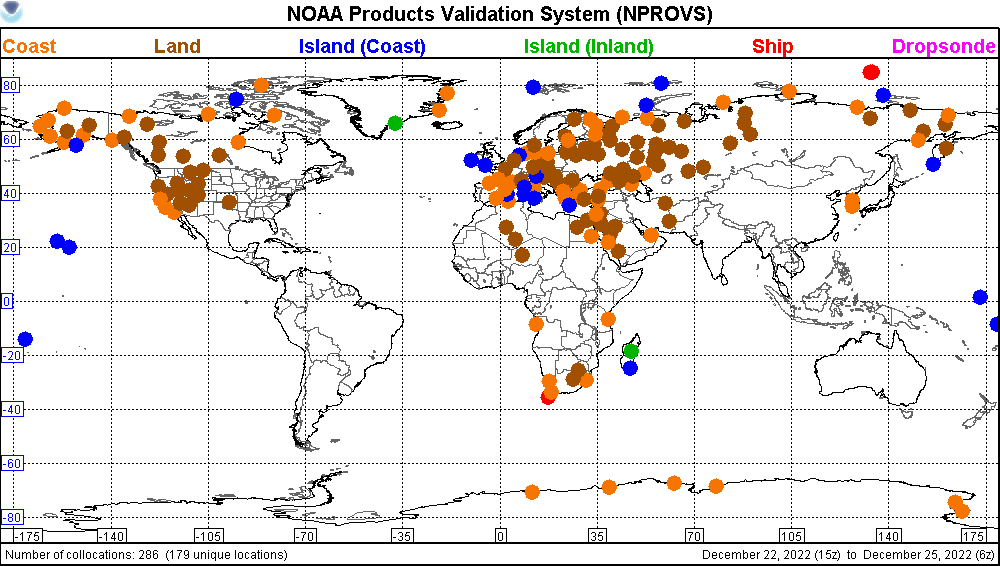 NOAA Products Validation System (NPROVS)
Coast Land Island (Coast) Island (Inland) Ship Dropsonde
80
60
40
20
0
-20
-40
-60
-80
-175 -140 -105 -70 -35 0 35 70 105 140 175
Number of collocations: 286 (179 unique locations) December 22, 2022 (15z) to December 25, 2022 (6z)